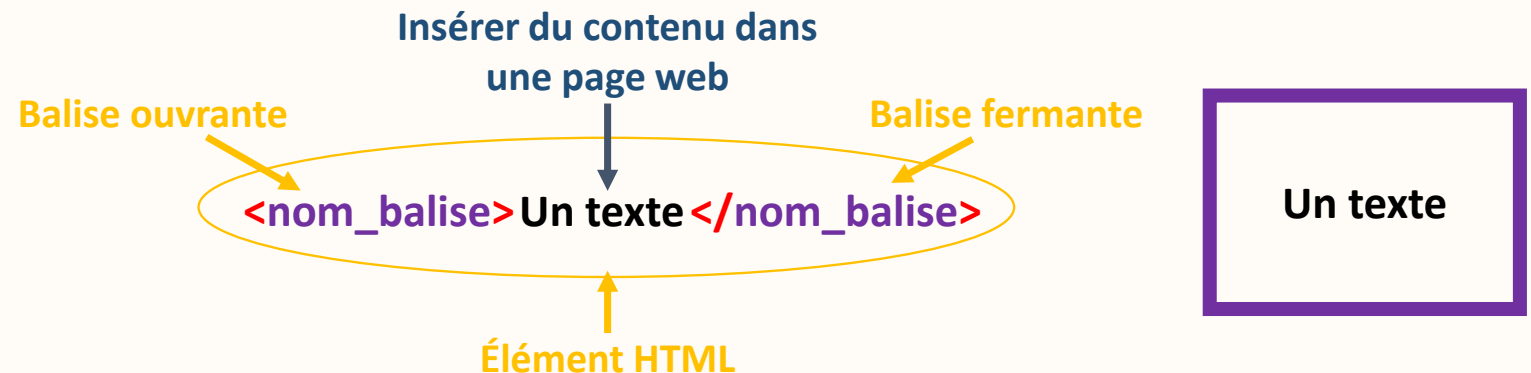 Insérer du contenu dans
une page web
Balise ouvrante
Balise fermante
<nom_balise>Un texte</nom_balise>
Un texte
Élément HTML